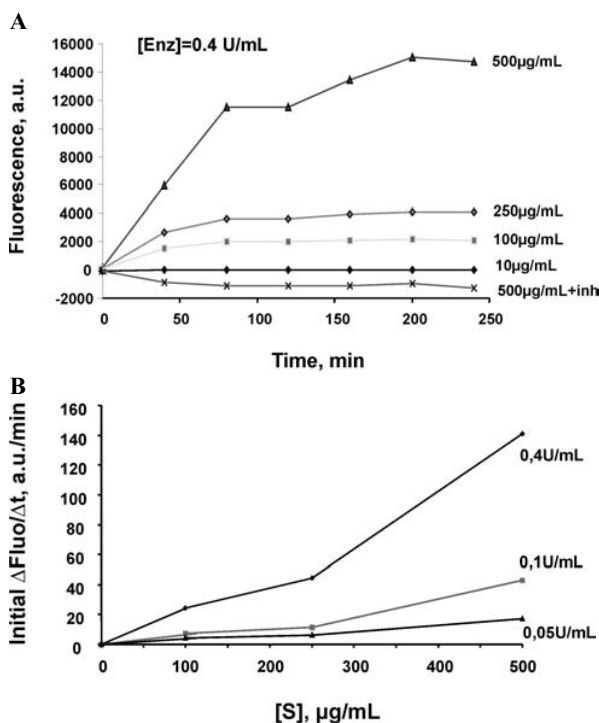 A
[Enz]=0.4 U/mL
Fluorescence, a.u.
16000
14000
12000
10000
8000
6000
4000
2000
0
-2000
500µg/mL
250µg/mL
100µg/mL
10µg/mL
500µg/mL+inh
0 50 100 150 200 250
Time, min
B
Initial ΔFluo/Δt, a.u./min
160
140
120
100
80
60
40
20
0
0,4U/mL
0,1U/mL
0,05U/mL
0 100 200 300 400 500
[S], µg/mL